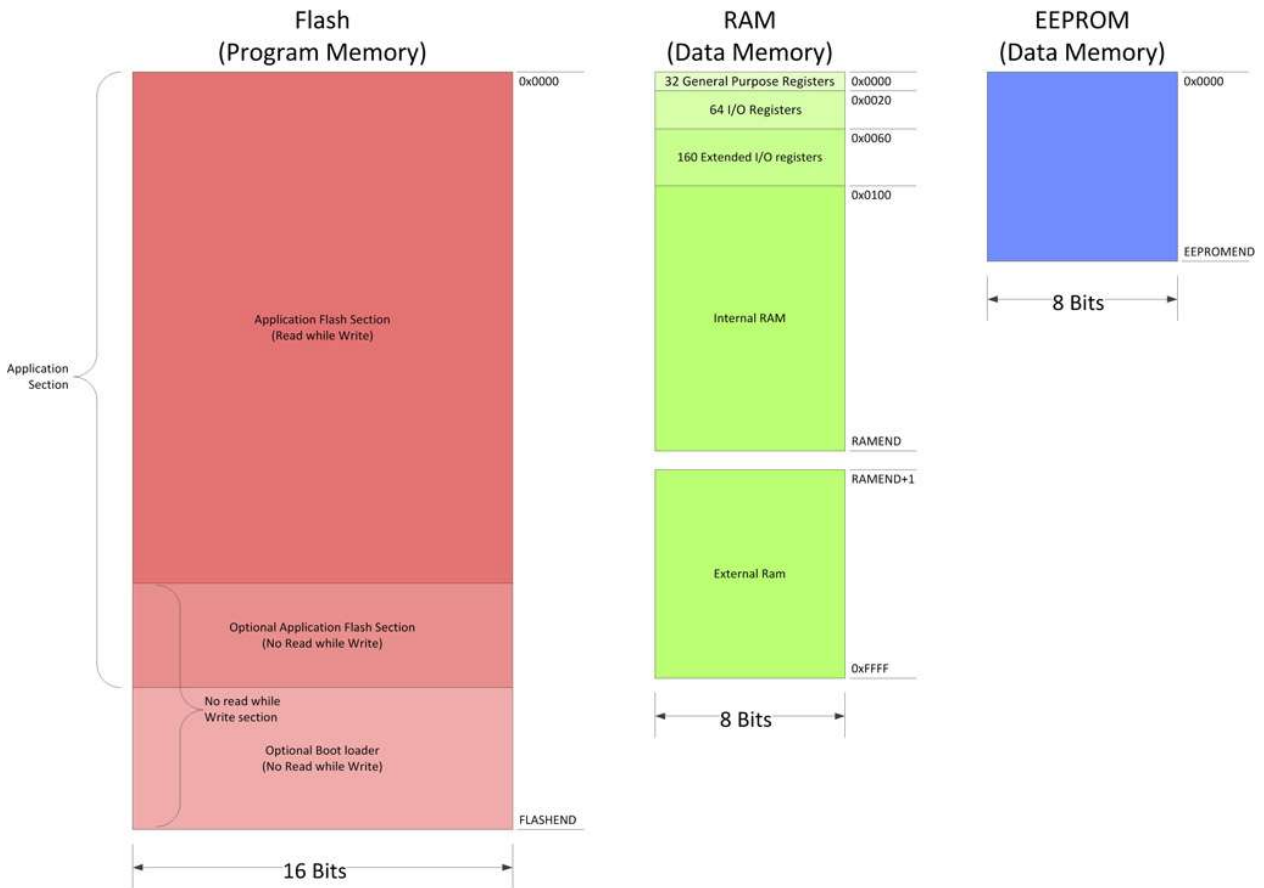 Flash
(Program Memory)
0x0000
Application
Section
Application Flash Section
(Read while Write)
Optional Application Flash Section
(No Read while Write)
No read while
Write section
Optional Boot loader
(No Read while Write)
FLASHEND
16 Bits
RAM
(Data Memory)
32 General Purpose Registers
0x0000
0x0020
64 I/O Registers
0x0060
160 Extended I/O registers
0x0100
Internal RAM
RAMEND
RAMEND+1
External Ram
0xFFFF
8 Bits
EEPROM
(Data Memory)
0x0000
EEPROMEND
8 Bits